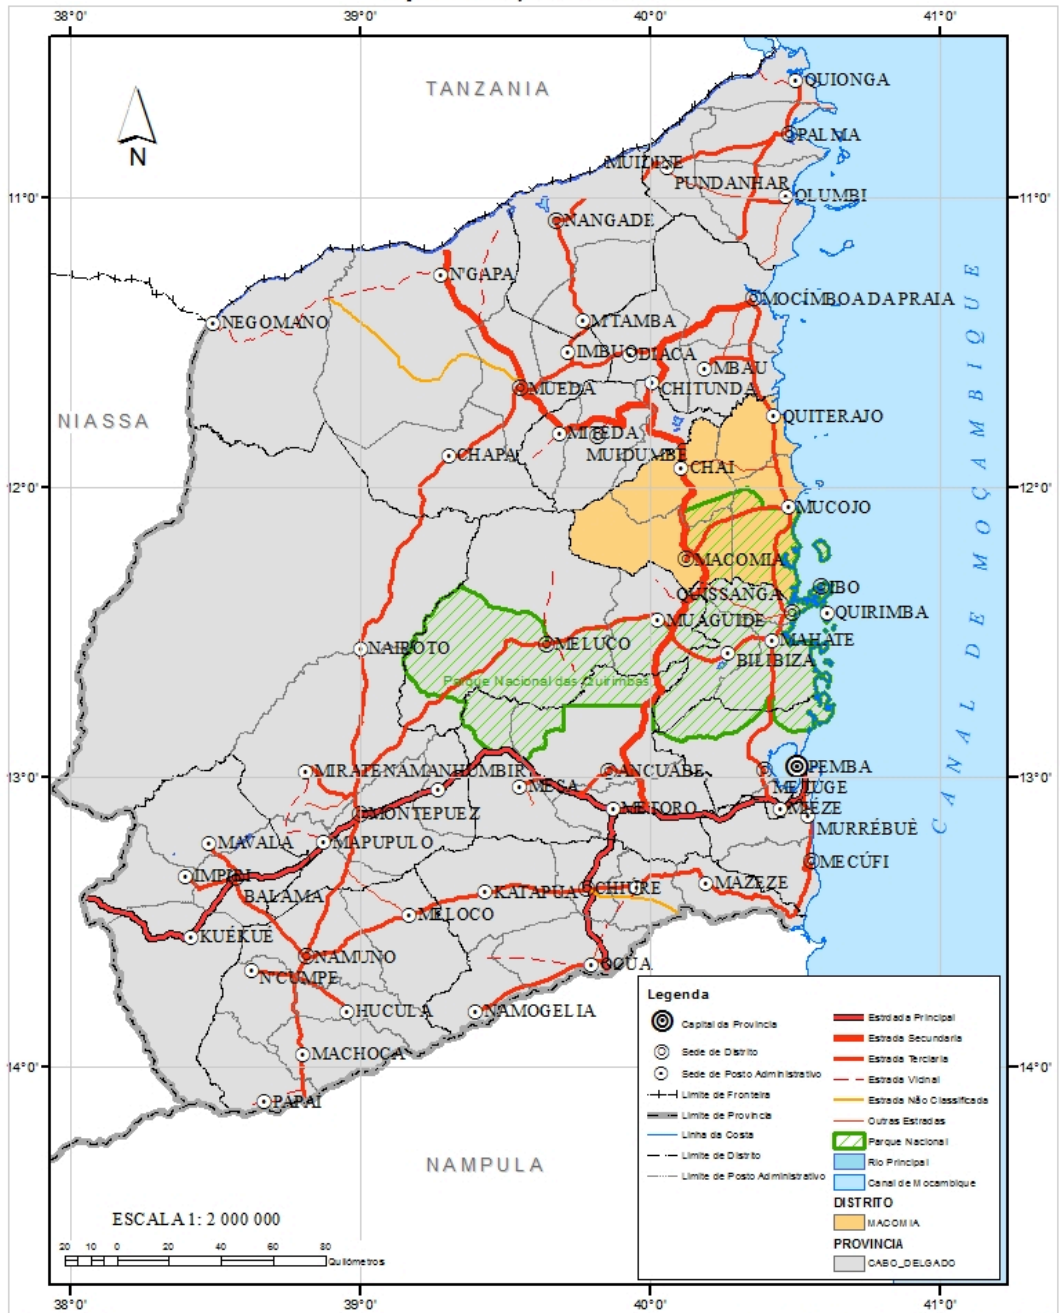 38°0'
39°0'
40°0'
41°0'
TANZANIA
QUIONGA
N
PALMA
MUIDINE
PUNDANHAR
11°0'
OLUMBI
11°0'
NANGADE
N'GAPA
MOCÍMBOA DA PRAIA
NEGOMANO
M'TAMBA
IMBUO
DIACA
MBAU
MUEDA
CHITUNDA
NIASSA
QUITERAJO
MITEDA
MUIDUMBE
CHAPA
CHAI
12°0'
12°0'
MUCOJO
MACOMIA
IBO
QUISSANGA
QUIRIMBA
MUAGUIDE
MAHATE
NAIROTO
MELUCO
BILIBIZA
Parque Nacional das Quirimbas
CANAL DE MOÇAMBIQUE
13°0'
13°0'
MIRATE
NAMANHUMBIR
MESA
ANCUABE
PEMBA
METUGE
MONTEPUEZ
METORO
MIÉZE
MURRÉBUÈ
MAVALA
MAPUPULO
MECÚFI
IMPIRI
BALAMA
KATAPUA
CHIÚRE
MAZEZE
MELOCO
KUÉKUÉ
NAMUNO
OCUA
N'CUMPE
HUCULA
NAMOGELIA
MACHOCA
14°0'
14°0'
PAPAI
NAMPULA
Legenda
Capital da Provincia
Sede de Distrito
Sede de Posto Administrativo
Limite de Fronteira
Limite de Provincia
Linha da Costa
Limite de Distrito
Limite de Posto Administrativo
Estrdada Principal
Estrada Secundaria
Estrada Terciaria
Estrada Vicinal
Estrada Não Classificada
Outras Estradas
Parque Nacional
Rio Principal
Canal de Mocambique
DISTRITO
MACOMIA
PROVINCIA
CABO_DELGADO
ESCALA 1: 2 000 000
20 10 0 20 40 60 80
Quilómetros
38°0'
39°0'
40°0'
41°0'